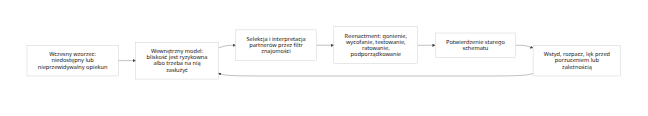 Wczesny wzorzec:
niedostępny lub
nieprzewidywalny opiekun
Wewnętrzny model:
bliskość jest ryzykowna
albo trzeba na nią
zasłużyć
Selekcja i interpretacja
partnerów przez filtr
znajomości
Reenactment: gonienie,
wycofanie, testowanie,
ratowanie,
podporządkowanie
Potwierdzenie starego
schematu
Wstyd, rozpacz, lęk przed
porzuceniem lub
zależnością